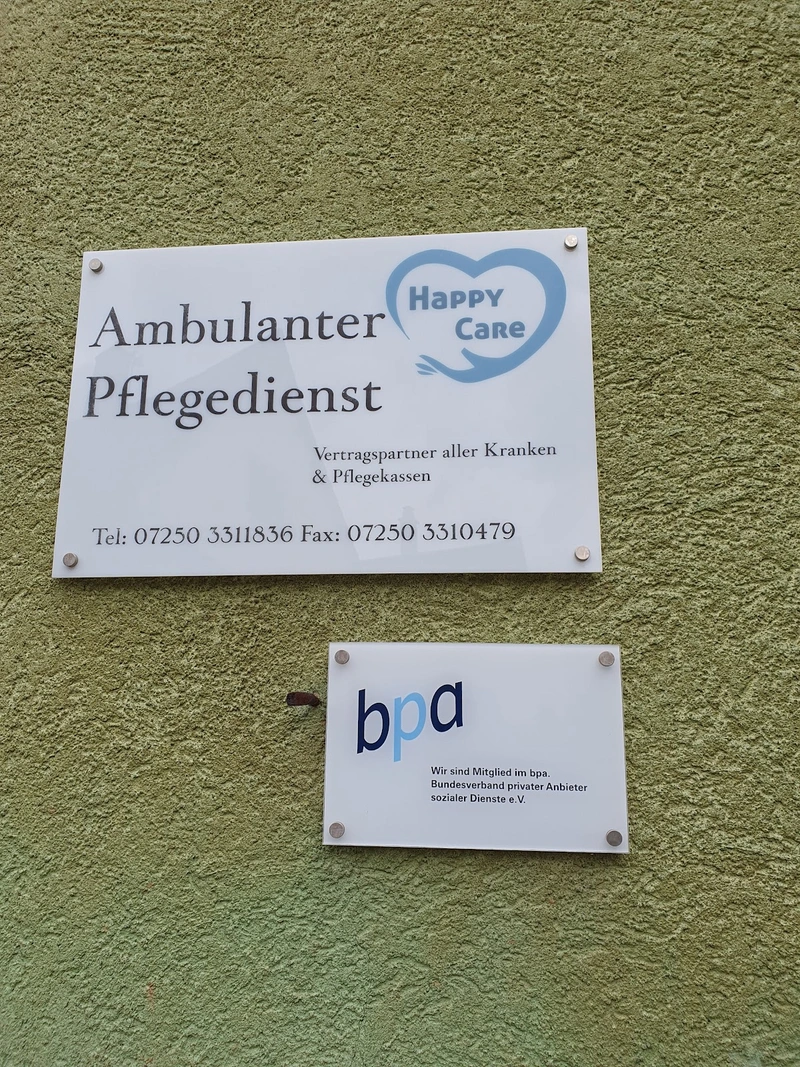 Happy
Care
Ambulanter
Pflegedienst
Vertragspartner aller Kranken
& Pflegekassen
Tel: 07250 3311836 Fax: 07250 3310479
bpa
Wir sind Mitglied im bpa.
Bundesverband privater Anbieter
sozialer Dienste e.V.